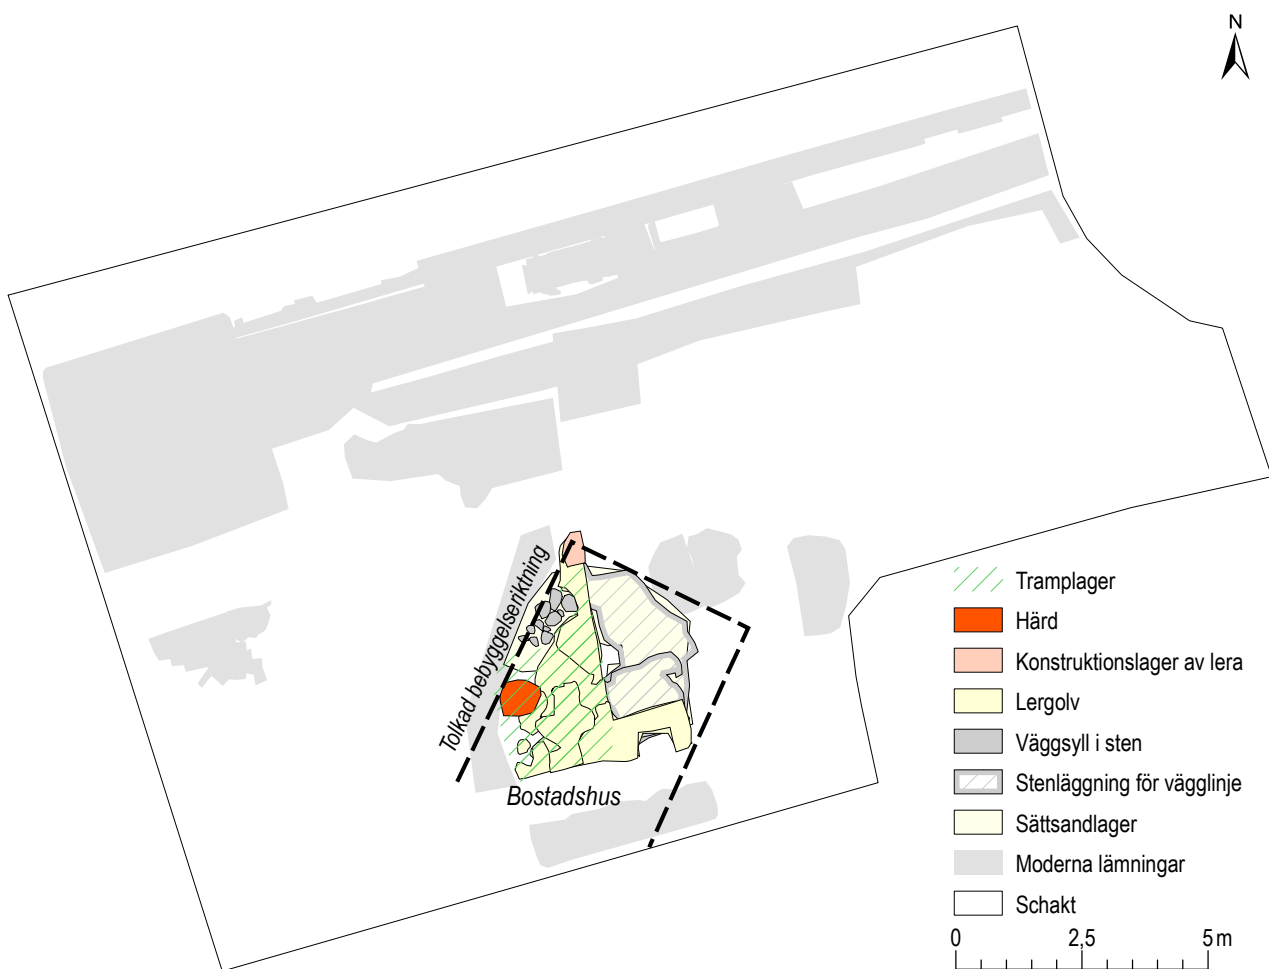 N
Tolkad bebyggelseriktning
Bostadshus
Tramplager
Härd
Konstruktionslager av lera
Lergolv
Väggsyll i sten
Stenläggning för vägglinje
Sättsandlager
Moderna lämningar
Schakt
0 2,5 5 m